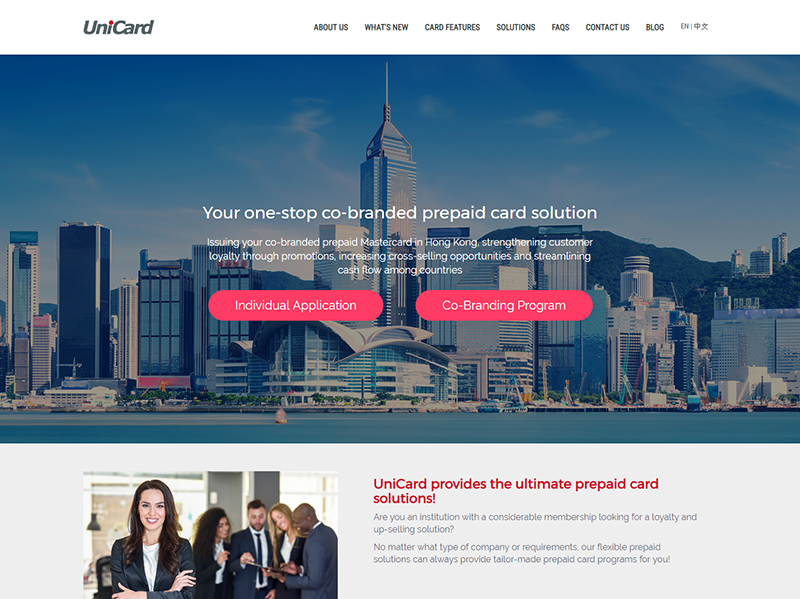 UniCard
ABOUT US
WHAT'S NEW
CARD FEATURES
SOLUTIONS
FAQS
CONTACT US
BLOG
EN | 中文
Your one-stop co-branded prepaid card solution
Issuing your co-branded prepaid Mastercard in Hong Kong, strengthening customer
loyalty through promotions, increasing cross-selling opportunities and streamlining
cash flow among countries
Individual Application
Co-Branding Program
UniCard provides the ultimate prepaid card
solutions!
Are you an institution with a considerable membership looking for a loyalty and
up-selling solution?
No matter what type of company or requirements, our flexible prepaid
solutions can always provide tailor-made prepaid card programs for you!